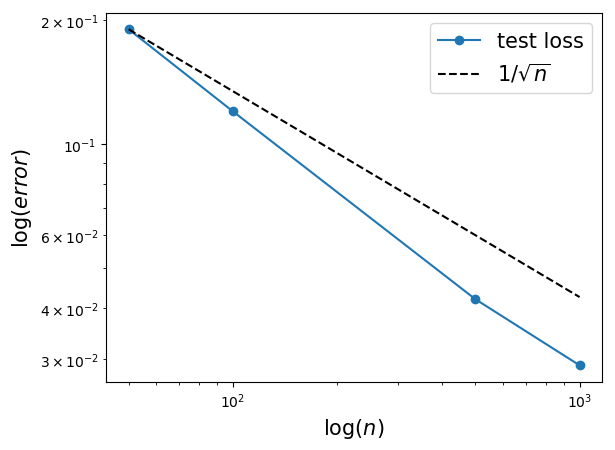 2 × 10⁻¹
10⁻¹
6 × 10⁻²
4 × 10⁻²
3 × 10⁻²
log(error)
test loss
1/√n
10²
10³
log(n)